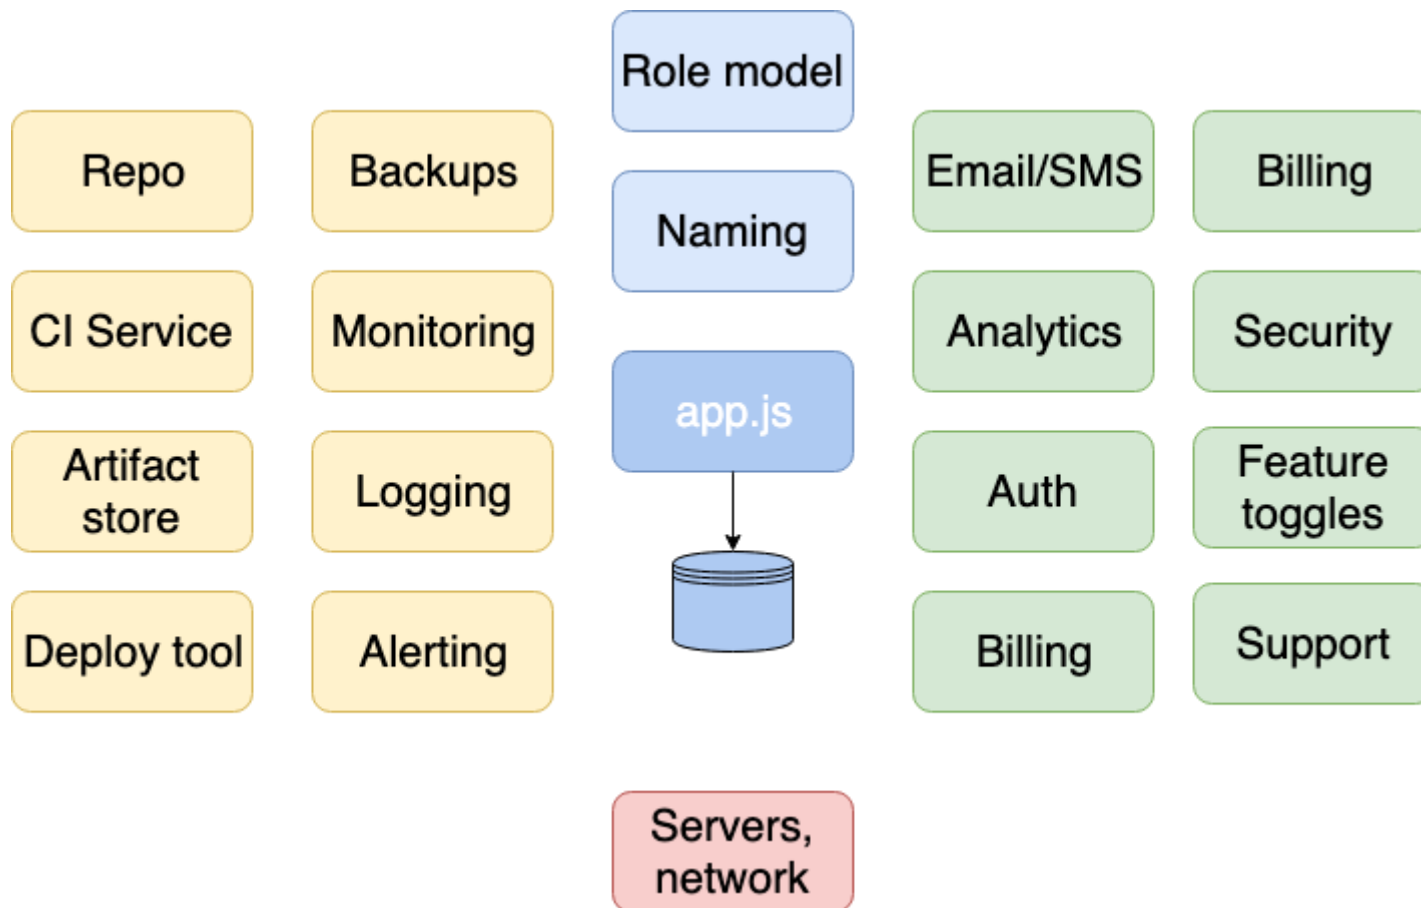 Role model
Repo
Backups
Email/SMS
Billing
Naming
CI Service
Monitoring
Analytics
Security
app.js
Artifact
store
Logging
Auth
Feature
toggles
Deploy tool
Alerting
Billing
Support
Servers,
network